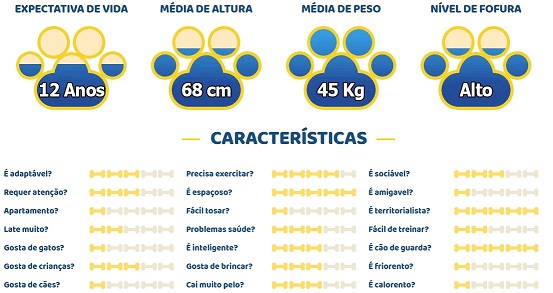 EXPECTATIVA DE VIDA MÉDIA DE ALTURA MÉDIA DE PESO NÍVEL DE FOFURA
12 Anos 68 cm 45 Kg Alto
CARACTERÍSTICAS
É adaptável? Precisa exercitar? É sociável?
Requer atenção? É espaçoso? É amigavel?
Apartamento? Fácil tosar? É territorialista?
Late muito? Problemas saúde? Fácil de treinar?
Gosta de gatos? É inteligente? É cão de guarda?
Gosta de crianças? Gosta de brincar? É friorento?
Gosta de cães? Cai muito pelo? É calorento?